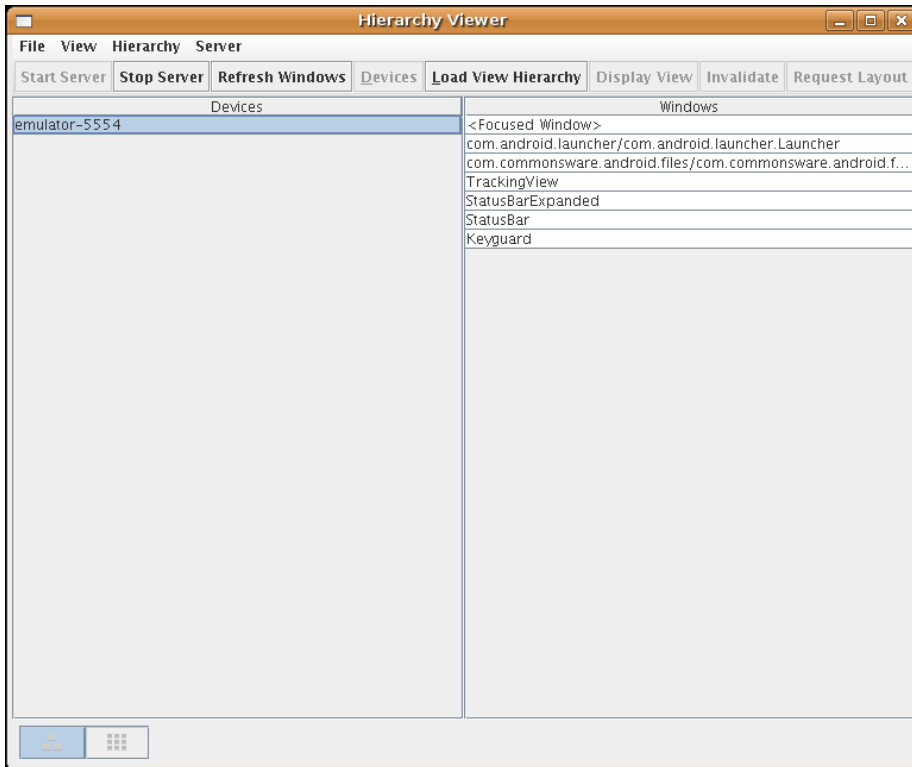 Hierarchy Viewer
File View Hierarchy Server
Start Server Stop Server Refresh Windows Devices Load View Hierarchy Display View Invalidate Request Layout
Devices Windows
emulator-5554
<Focused Window>
com.android.launcher/com.android.launcher.Launcher
com.commonsware.android.files/com.commonsware.android.f...
TrackingView
StatusBarExpanded
StatusBar
Keyguard